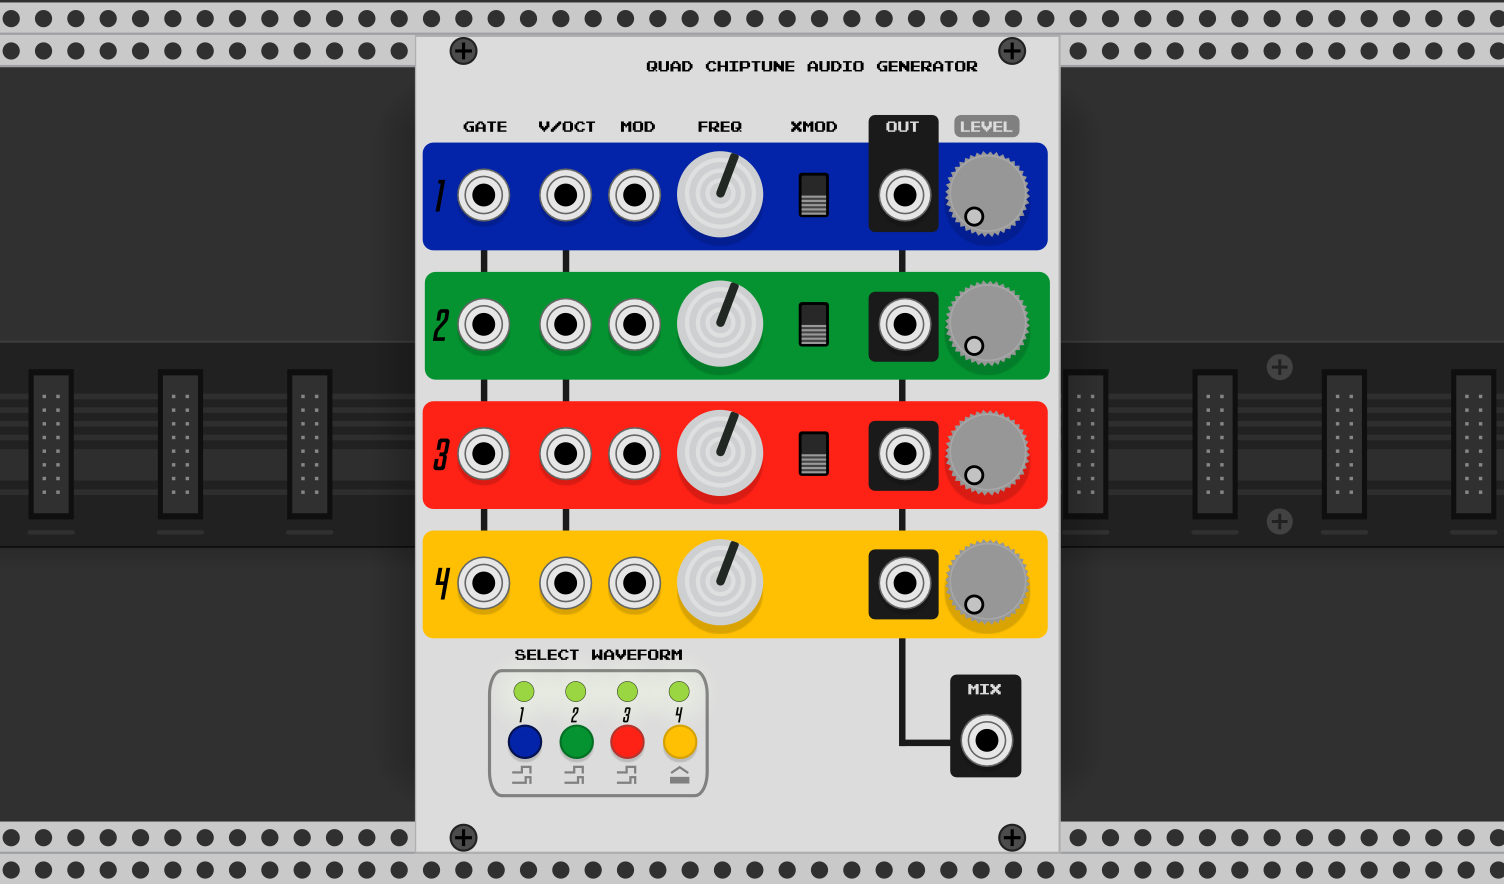 QUAD CHIPTUNE AUDIO GENERATOR
GATE V/OCT MOD FREQ XMOD OUT LEVEL
1
2
3
4
SELECT WAVEFORM
1 2 3 4
MIX